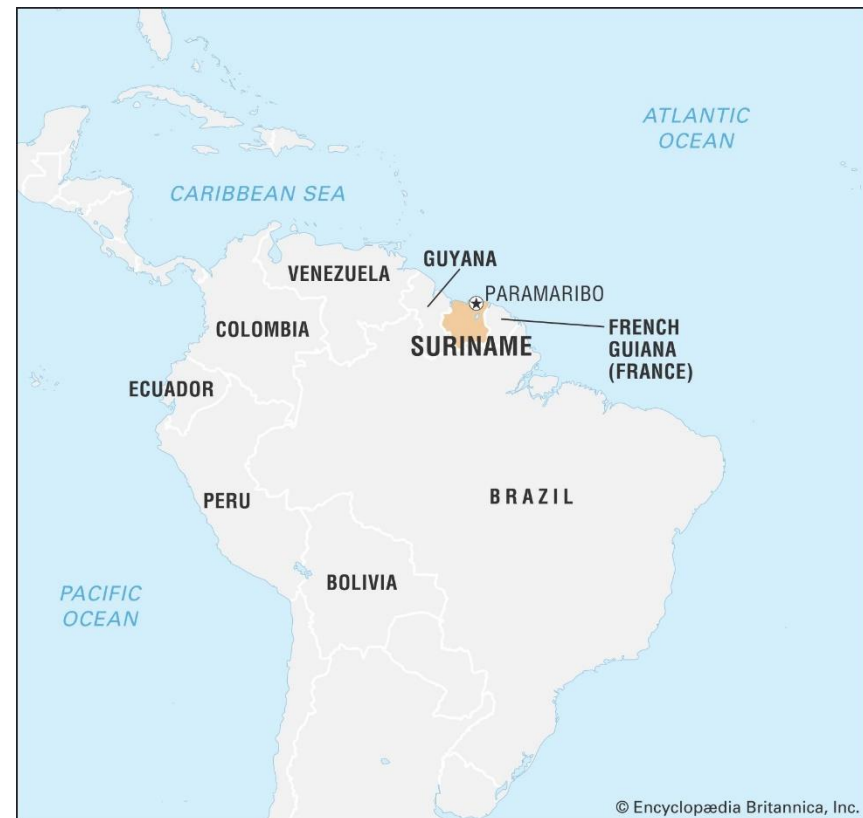 ATLANTIC
OCEAN
CARIBBEAN SEA
GUYANA
VENEZUELA
PARAMARIBO
COLOMBIA
FRENCH
GUIANA
(FRANCE)
SURINAME
ECUADOR
PERU
BRAZIL
BOLIVIA
PACIFIC
OCEAN
© Encyclopædia Britannica, Inc.